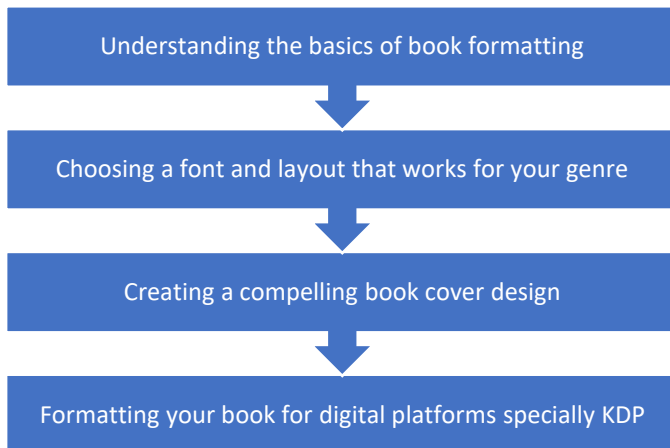 Understanding the basics of book formatting
Choosing a font and layout that works for your genre
Creating a compelling book cover design
Formatting your book for digital platforms specially KDP